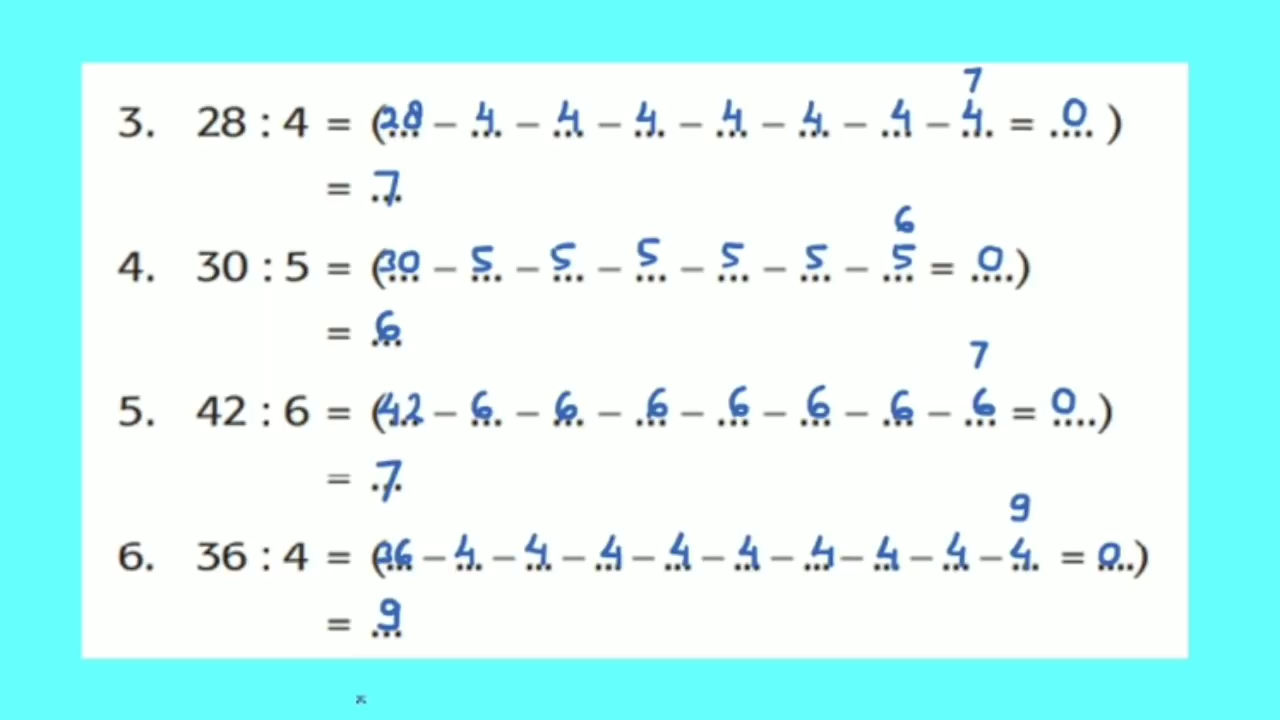 7
3. 28 : 4 = (28 – 4 – 4 – 4 – 4 – 4 – 4 – 4 = 0 )
= 7
6
4. 30 : 5 = (30 – 5 – 5 – 5 – 5 – 5 – 5 = 0)
= 6
7
5. 42 : 6 = (42 – 6 – 6 – 6 – 6 – 6 – 6 – 6 = 0)
= 7
9
6. 36 : 4 = (36 – 4 – 4 – 4 – 4 – 4 – 4 – 4 – 4 – 4 = 0)
= 9